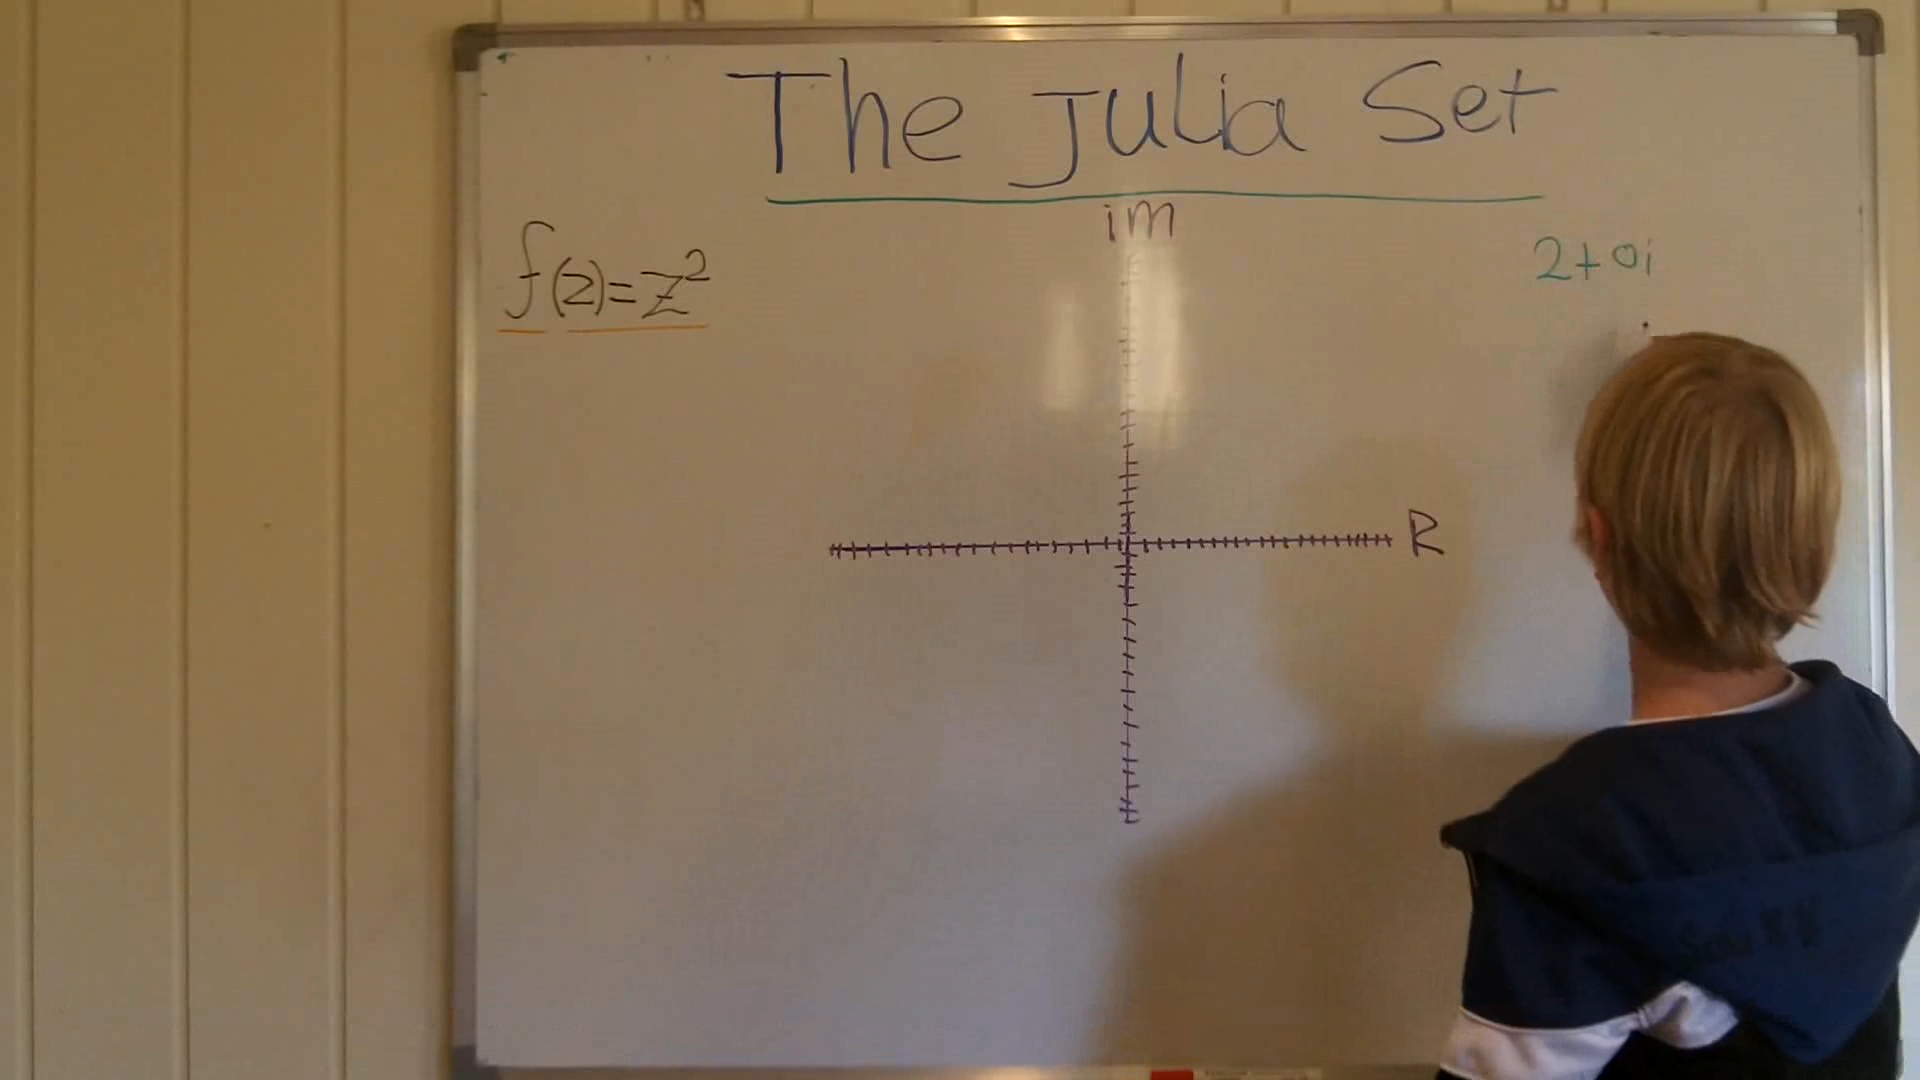 The Julia Set
im
f(z)=z²
2+0i
R